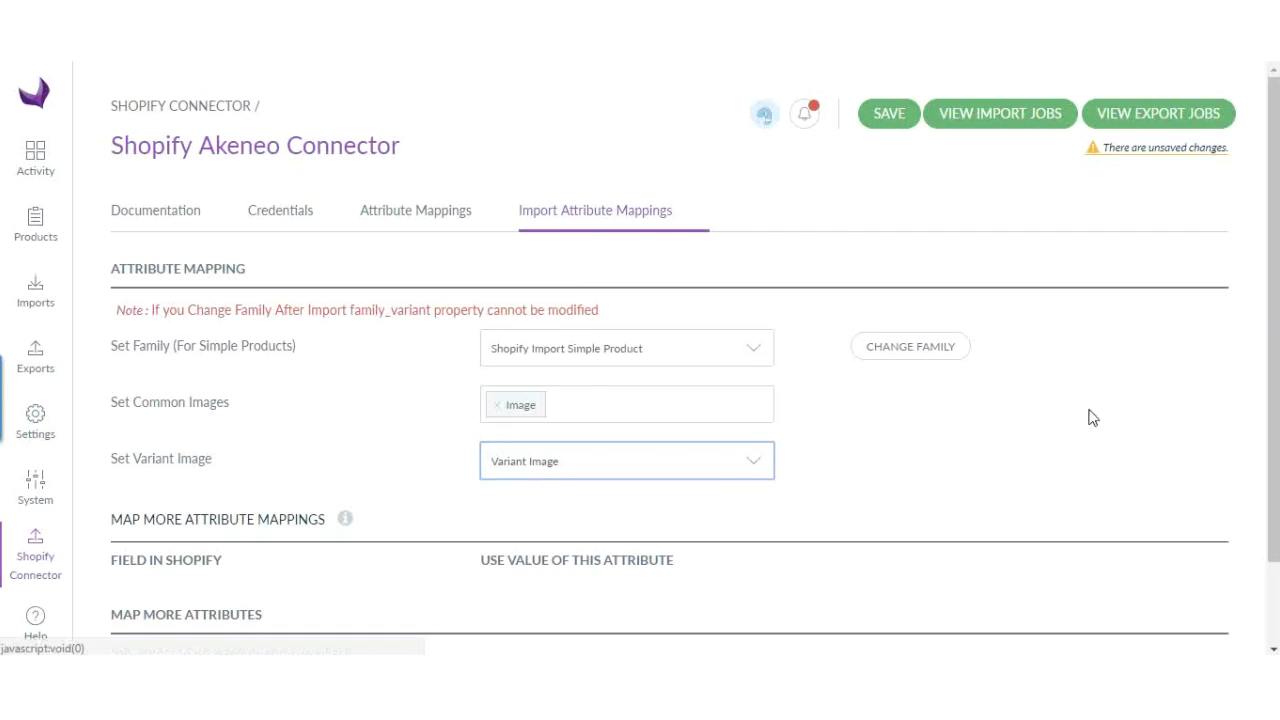 SHOPIFY CONNECTOR /
Shopify Akeneo Connector
SAVE
VIEW IMPORT JOBS
VIEW EXPORT JOBS
There are unsaved changes.
Activity
Products
Imports
Exports
Settings
System
Shopify
Connector
Help
Documentation
Credentials
Attribute Mappings
Import Attribute Mappings
ATTRIBUTE MAPPING
Note : If you Change Family After Import family_variant property cannot be modified
Set Family (For Simple Products)
Shopify Import Simple Product
CHANGE FAMILY
Set Common Images
× Image
Set Variant Image
Variant Image
MAP MORE ATTRIBUTE MAPPINGS
FIELD IN SHOPIFY
USE VALUE OF THIS ATTRIBUTE
MAP MORE ATTRIBUTES
javascript:void(0)